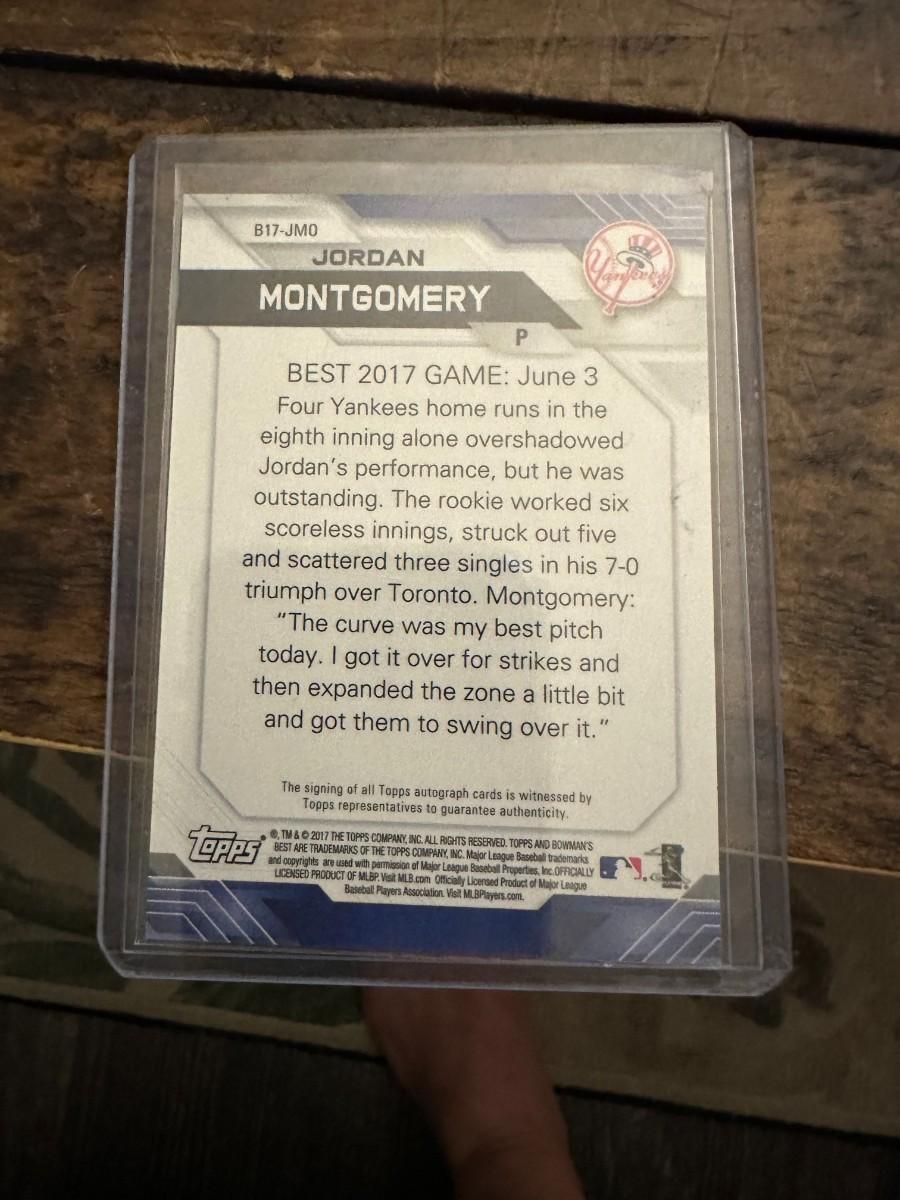 B17-JMO
JORDAN
MONTGOMERY
Yankees
P
BEST 2017 GAME: June 3
Four Yankees home runs in the
eighth inning alone overshadowed
Jordan's performance, but he was
outstanding. The rookie worked six
scoreless innings, struck out five
and scattered three singles in his 7-0
triumph over Toronto. Montgomery:
“The curve was my best pitch
today. I got it over for strikes and
then expanded the zone a little bit
and got them to swing over it.”
The signing of all Topps autograph cards is witnessed by
Topps representatives to guarantee authenticity.
Topps
®, TM & © 2017 THE TOPPS COMPANY, INC. ALL RIGHTS RESERVED. TOPPS AND BOWMAN'S
BEST ARE TRADEMARKS OF THE TOPPS COMPANY, INC. Major League Baseball trademarks
and copyrights are used with permission of Major League Baseball Properties, Inc. OFFICIALLY
LICENSED PRODUCT OF MLBP. Visit MLB.com Officially Licensed Product of Major League
Baseball Players Association. Visit MLBPlayers.com.